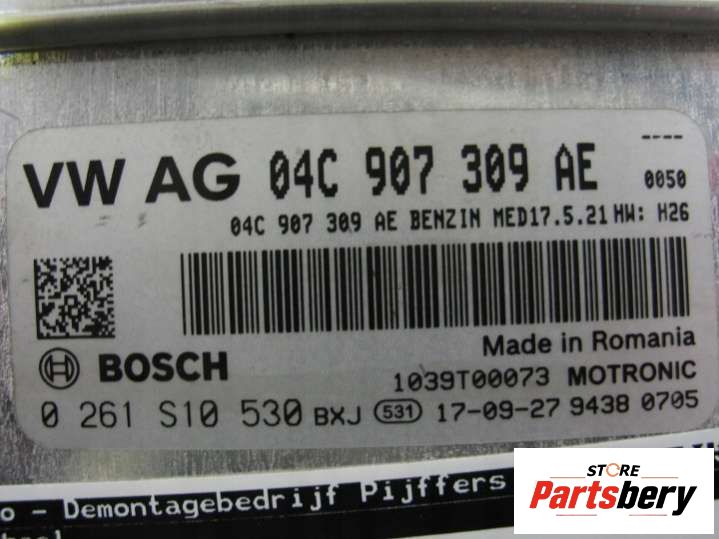 ----
VW AG 04C 907 309 AE 0050
04C 907 309 AE BENZIN MED17.5.21 HW: H26
Made in Romania
BOSCH 1039T00073 MOTRONIC
0 261 S10 530 BXJ 531 17-09-27 9438 0705
o - Demontagebedrijf Pijffers
STORE
Partsbery